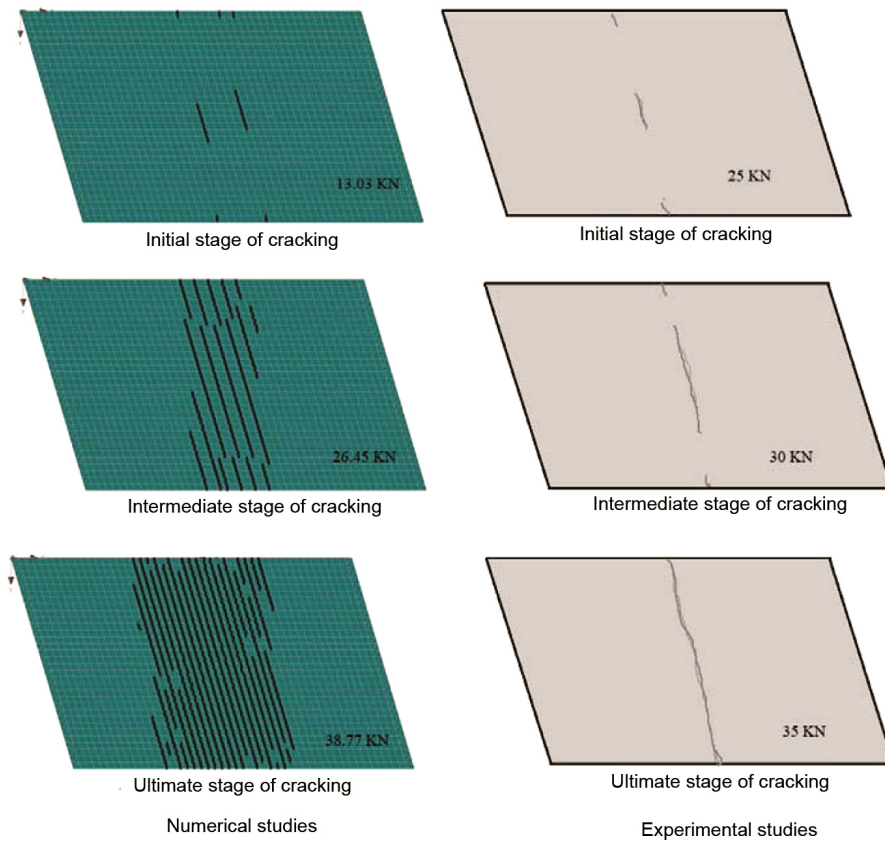 13.03 KN
25 KN
Initial stage of cracking
Initial stage of cracking
26.45 KN
30 KN
Intermediate stage of cracking
Intermediate stage of cracking
38.77 KN
35 KN
Ultimate stage of cracking
Ultimate stage of cracking
Numerical studies
Experimental studies